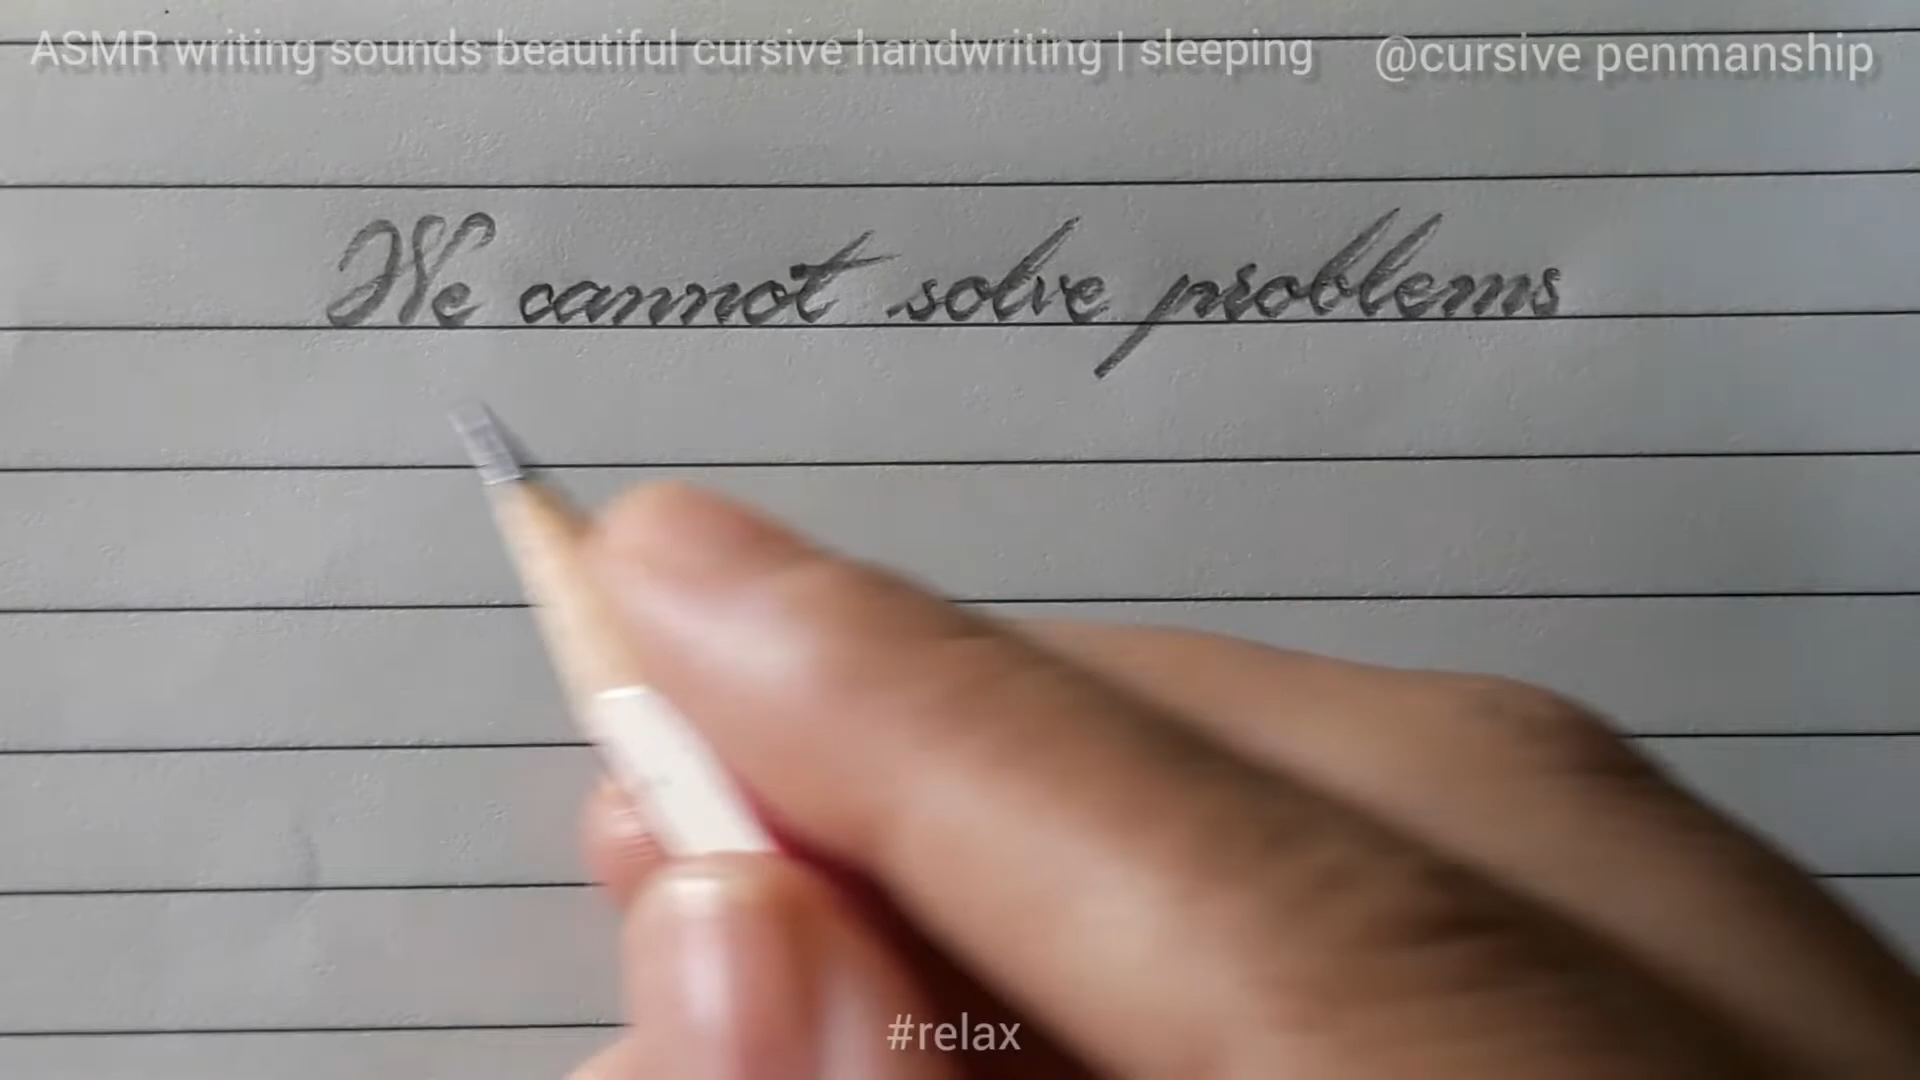 ASMR writing sounds beautiful cursive handwriting | sleeping @cursive penmanship
We cannot solve problems
#relax